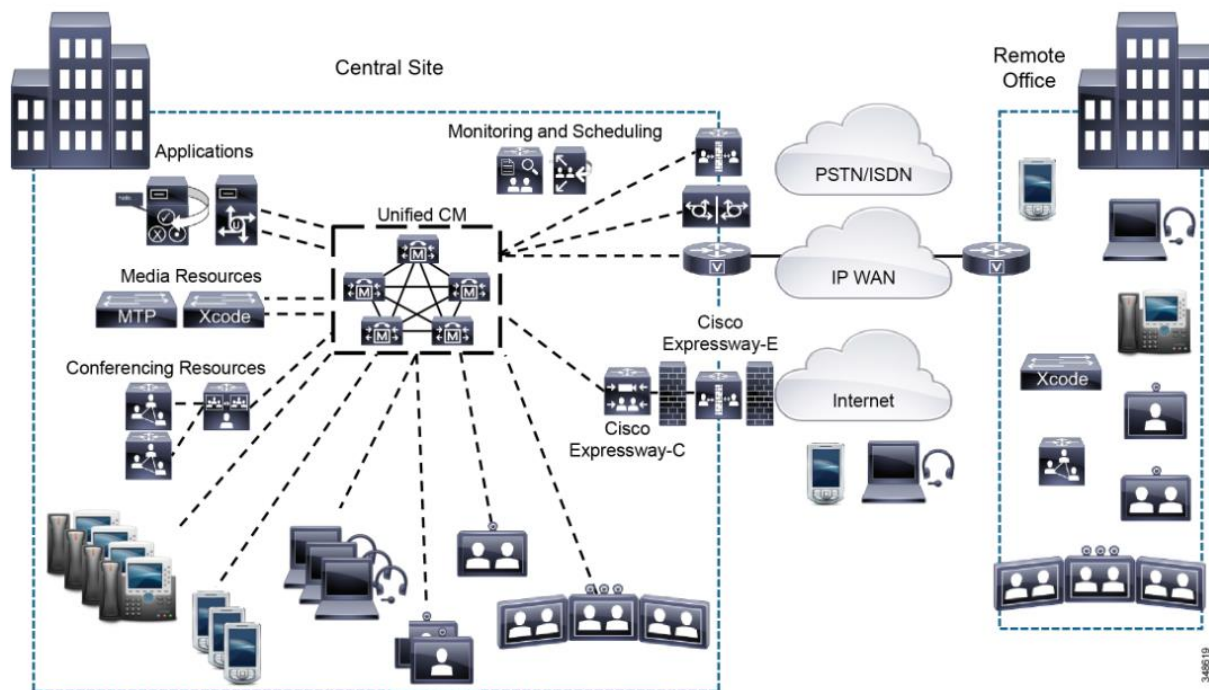 Central Site
Remote
Office
Monitoring and Scheduling
Applications
PSTN/ISDN
Unified CM
M
M
M
M
M
U
Media Resources
MTP
Xcode
V
IP WAN
V
Cisco
Expressway-E
Conferencing Resources
Xcode
Internet
Cisco
Expressway-C
348619